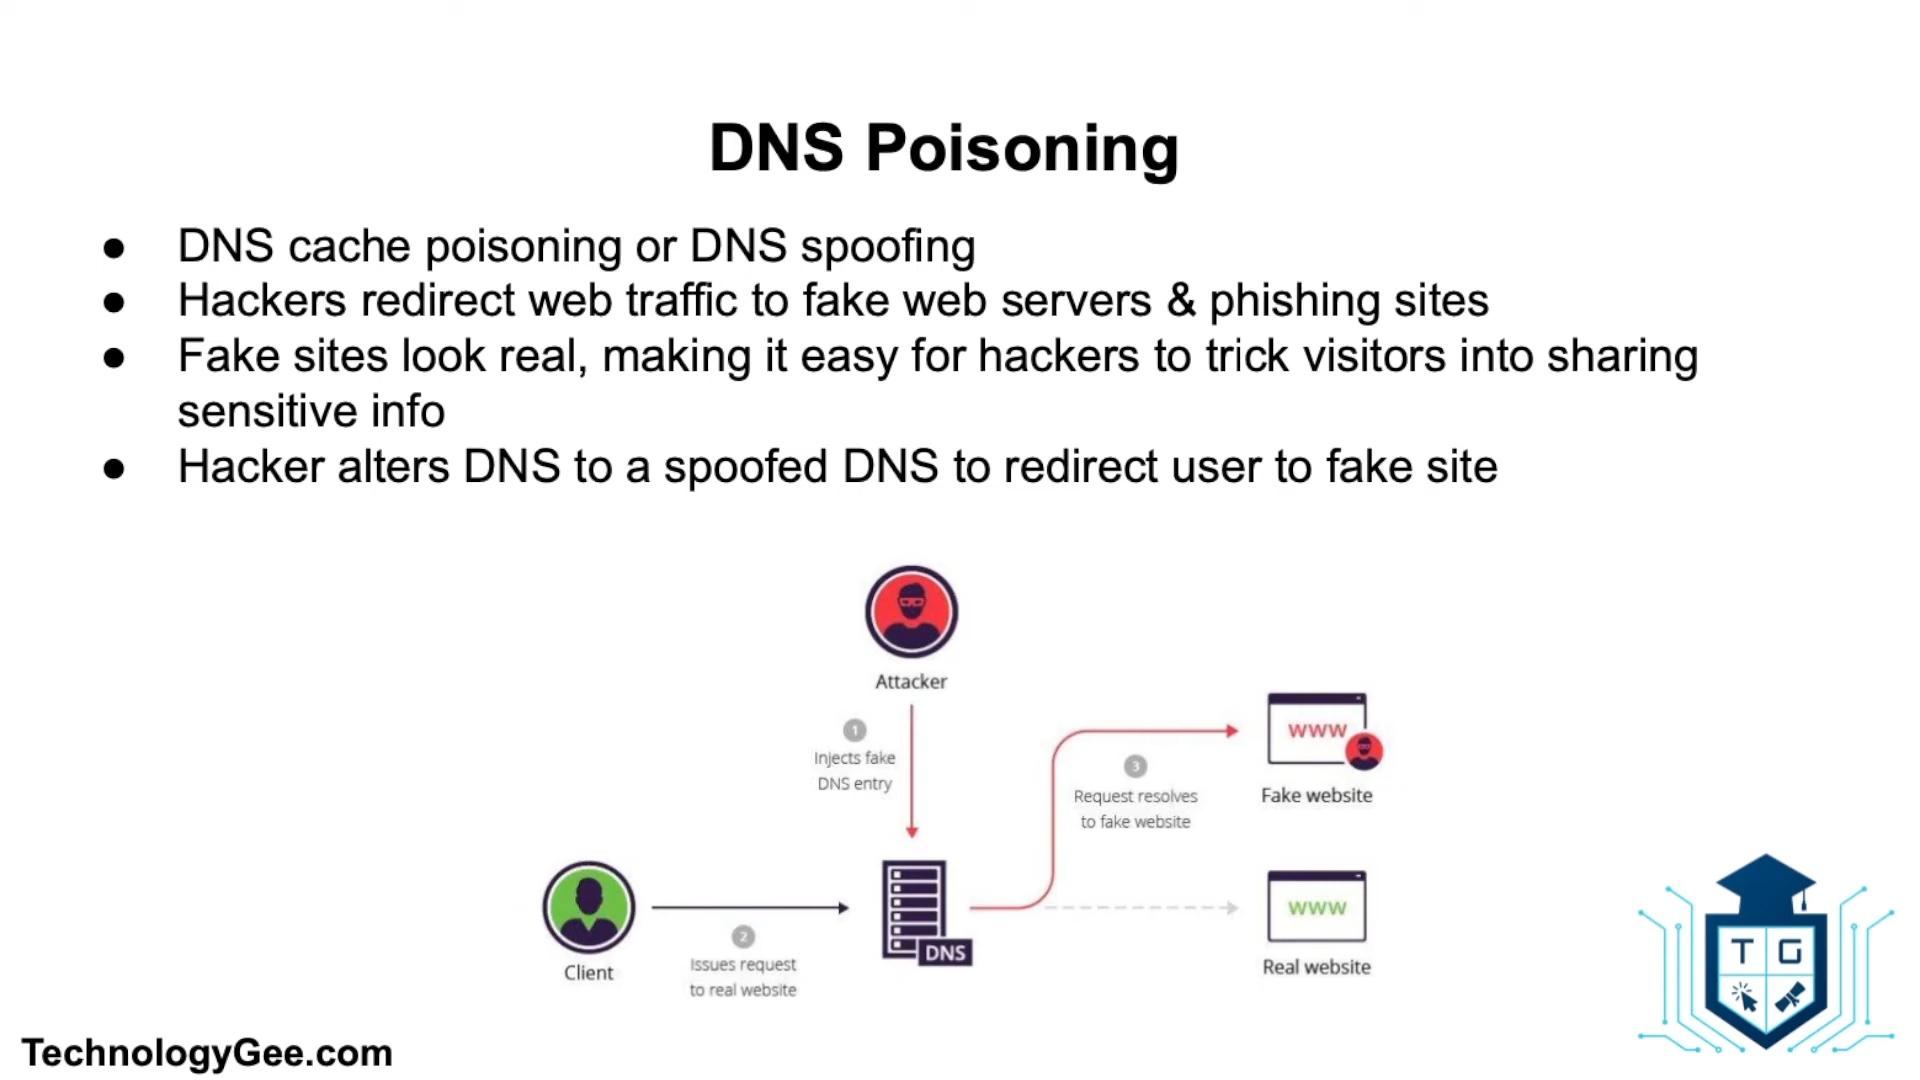 DNS Poisoning
● DNS cache poisoning or DNS spoofing
● Hackers redirect web traffic to fake web servers & phishing sites
● Fake sites look real, making it easy for hackers to trick visitors into sharing
sensitive info
● Hacker alters DNS to a spoofed DNS to redirect user to fake site
Attacker
1
Injects fake
DNS entry
www
3
Request resolves
to fake website
Fake website
DNS
www
Client
2
Issues request
to real website
Real website
T G
TechnologyGee.com